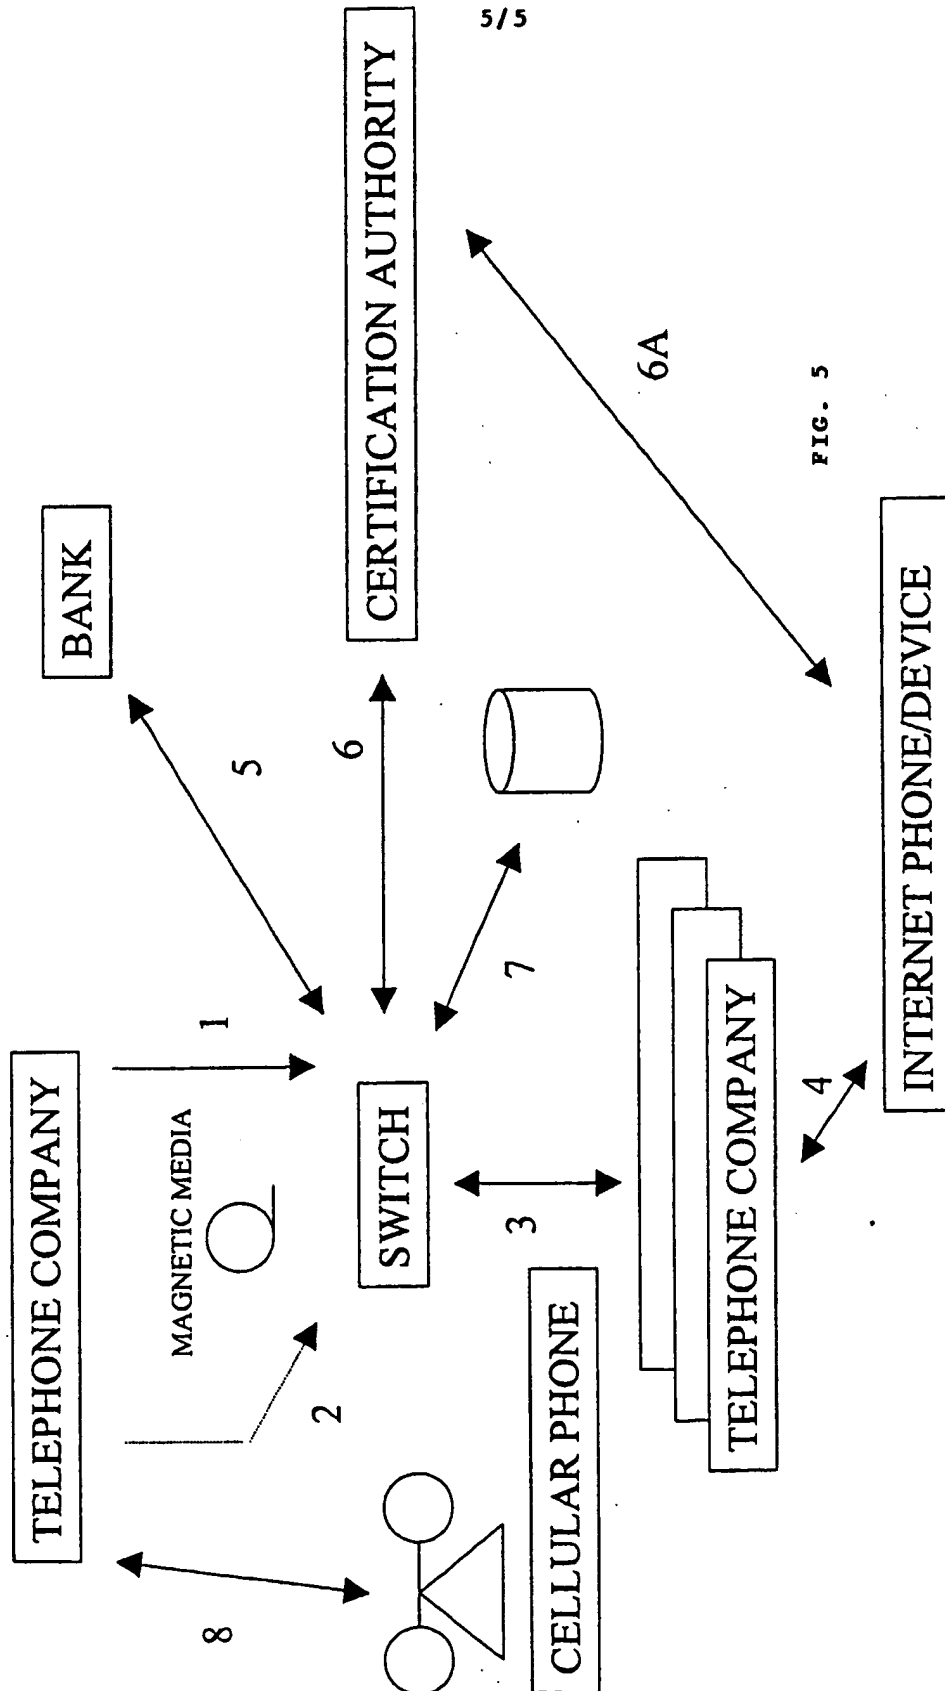 5/5
TELEPHONE COMPANY
BANK
8
MAGNETIC MEDIA
1
2
5
SWITCH
6
CERTIFICATION AUTHORITY
3
7
CELLULAR PHONE
6A
TELEPHONE COMPANY
4
FIG. 5
INTERNET PHONE/DEVICE